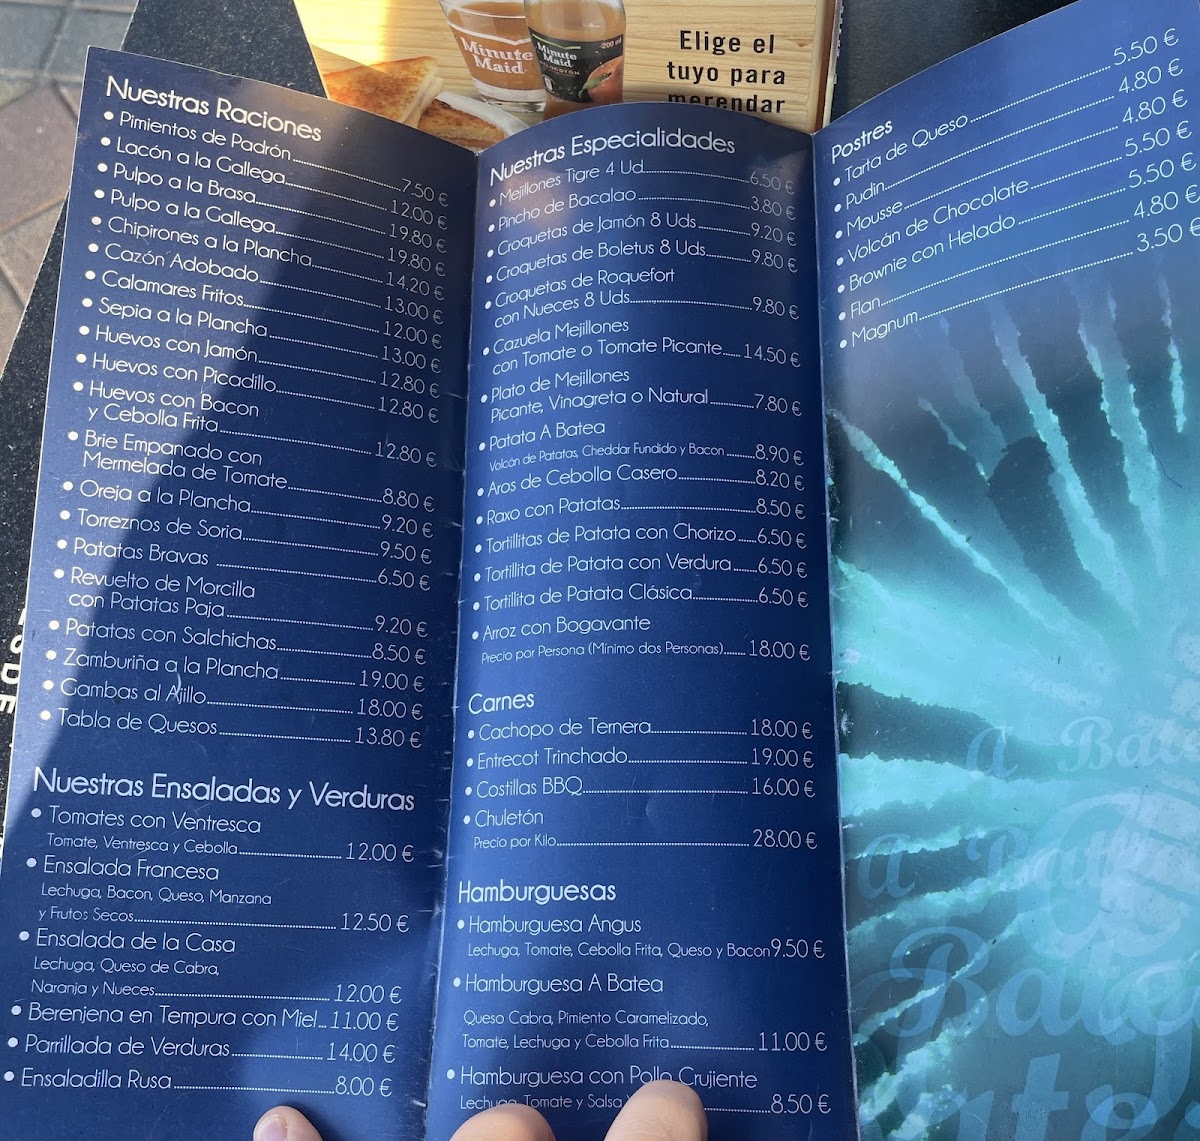 Minute
Maid
Minute
Maid
200 ml
Elige el
tuyo para
merendar
Nuestras Raciones
• Pimientos de Padrón 7.50 €
• Lacón a la Gallega 12.00 €
• Pulpo a la Brasa 19.80 €
• Pulpo a la Gallega 19.80 €
• Chipirones a la Plancha 14.20 €
• Cazón Adobado 13.00 €
• Calamares Fritos 12.00 €
• Sepia a la Plancha 13.00 €
• Huevos con Jamón 12.80 €
• Huevos con Picadillo 12.80 €
• Huevos con Bacon
y Cebolla Frita 12.80 €
• Brie Empanado con
Mermelada de Tomate 8.80 €
• Oreja a la Plancha 9.20 €
• Torreznos de Soria 9.50 €
• Patatas Bravas 6.50 €
• Revuelto de Morcilla
con Patatas Paja 9.20 €
• Patatas con Salchichas 8.50 €
• Zamburiña a la Plancha 19.00 €
• Gambas al Ajillo 18.00 €
• Tabla de Quesos 13.80 €
Nuestras Ensaladas y Verduras
• Tomates con Ventresca
Tomate, Ventresca y Cebolla 12.00 €
• Ensalada Francesa
Lechuga, Bacon, Queso, Manzana
y Frutos Secos 12.50 €
• Ensalada de la Casa
Lechuga, Queso de Cabra,
Naranja y Nueces 12.00 €
• Berenjena en Tempura con Miel 11.00 €
• Parrillada de Verduras 14.00 €
• Ensaladilla Rusa 8.00 €
Nuestras Especialidades
• Mejillones Tigre 4 Ud 6.50 €
• Pincho de Bacalao 3.80 €
• Croquetas de Jamón 8 Uds 9.20 €
• Croquetas de Boletus 8 Uds 9.80 €
• Croquetas de Roquefort
con Nueces 8 Uds 9.80 €
• Cazuela Mejillones
con Tomate o Tomate Picante 14.50 €
• Plato de Mejillones
Picante, Vinagreta o Natural 7.80 €
• Patata A Batea
Volcán de Patatas, Cheddar Fundido y Bacon 8.90 €
• Aros de Cebolla Casero 8.20 €
• Raxo con Patatas 8.50 €
• Tortillitas de Patata con Chorizo 6.50 €
• Tortillita de Patata con Verdura 6.50 €
• Tortillita de Patata Clásica 6.50 €
• Arroz con Bogavante
Precio por Persona (Mínimo dos Personas) 18.00 €
Carnes
• Cachopo de Ternera 18.00 €
• Entrecot Trinchado 19.00 €
• Costillas BBQ 16.00 €
• Chuletón
Precio por Kilo 28.00 €
Hamburguesas
• Hamburguesa Angus
Lechuga, Tomate, Cebolla Frita, Queso y Bacon 9.50 €
• Hamburguesa A Batea
Queso Cabra, Pimiento Caramelizado,
Tomate, Lechuga y Cebolla Frita 11.00 €
• Hamburguesa con Pollo Crujiente
Lechuga, Tomate y Salsa 8.50 €
Postres
• Tarta de Queso 5.50 €
• Pudin 4.80 €
• Mousse 4.80 €
• Volcán de Chocolate 5.50 €
• Brownie con Helado 5.50 €
• Flan 4.80 €
• Magnum 3.50 €
A Bate
A Batea
Batea